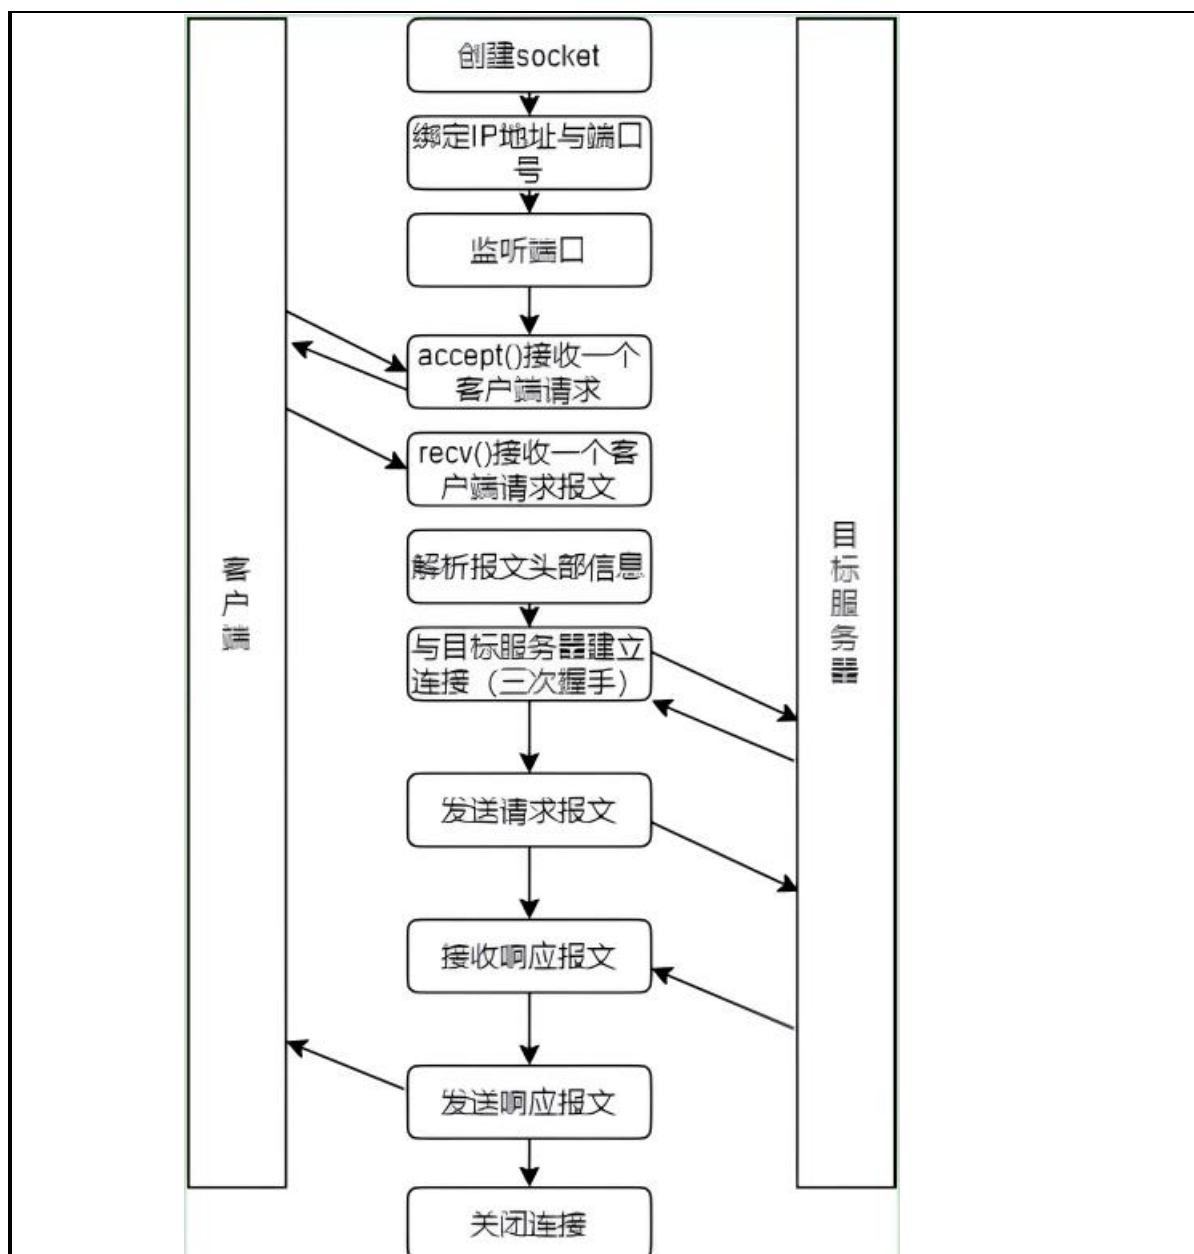 创建socket
绑定IP地址与端口
号
监听端口
accept()接收一个
客户端请求
recv()接收一个客
户端请求报文
解析报文头部信息
与目标服务器建立
连接（三次握手）
发送请求报文
接收响应报文
发送响应报文
关闭连接
客
户
端
目
标
服
务
器